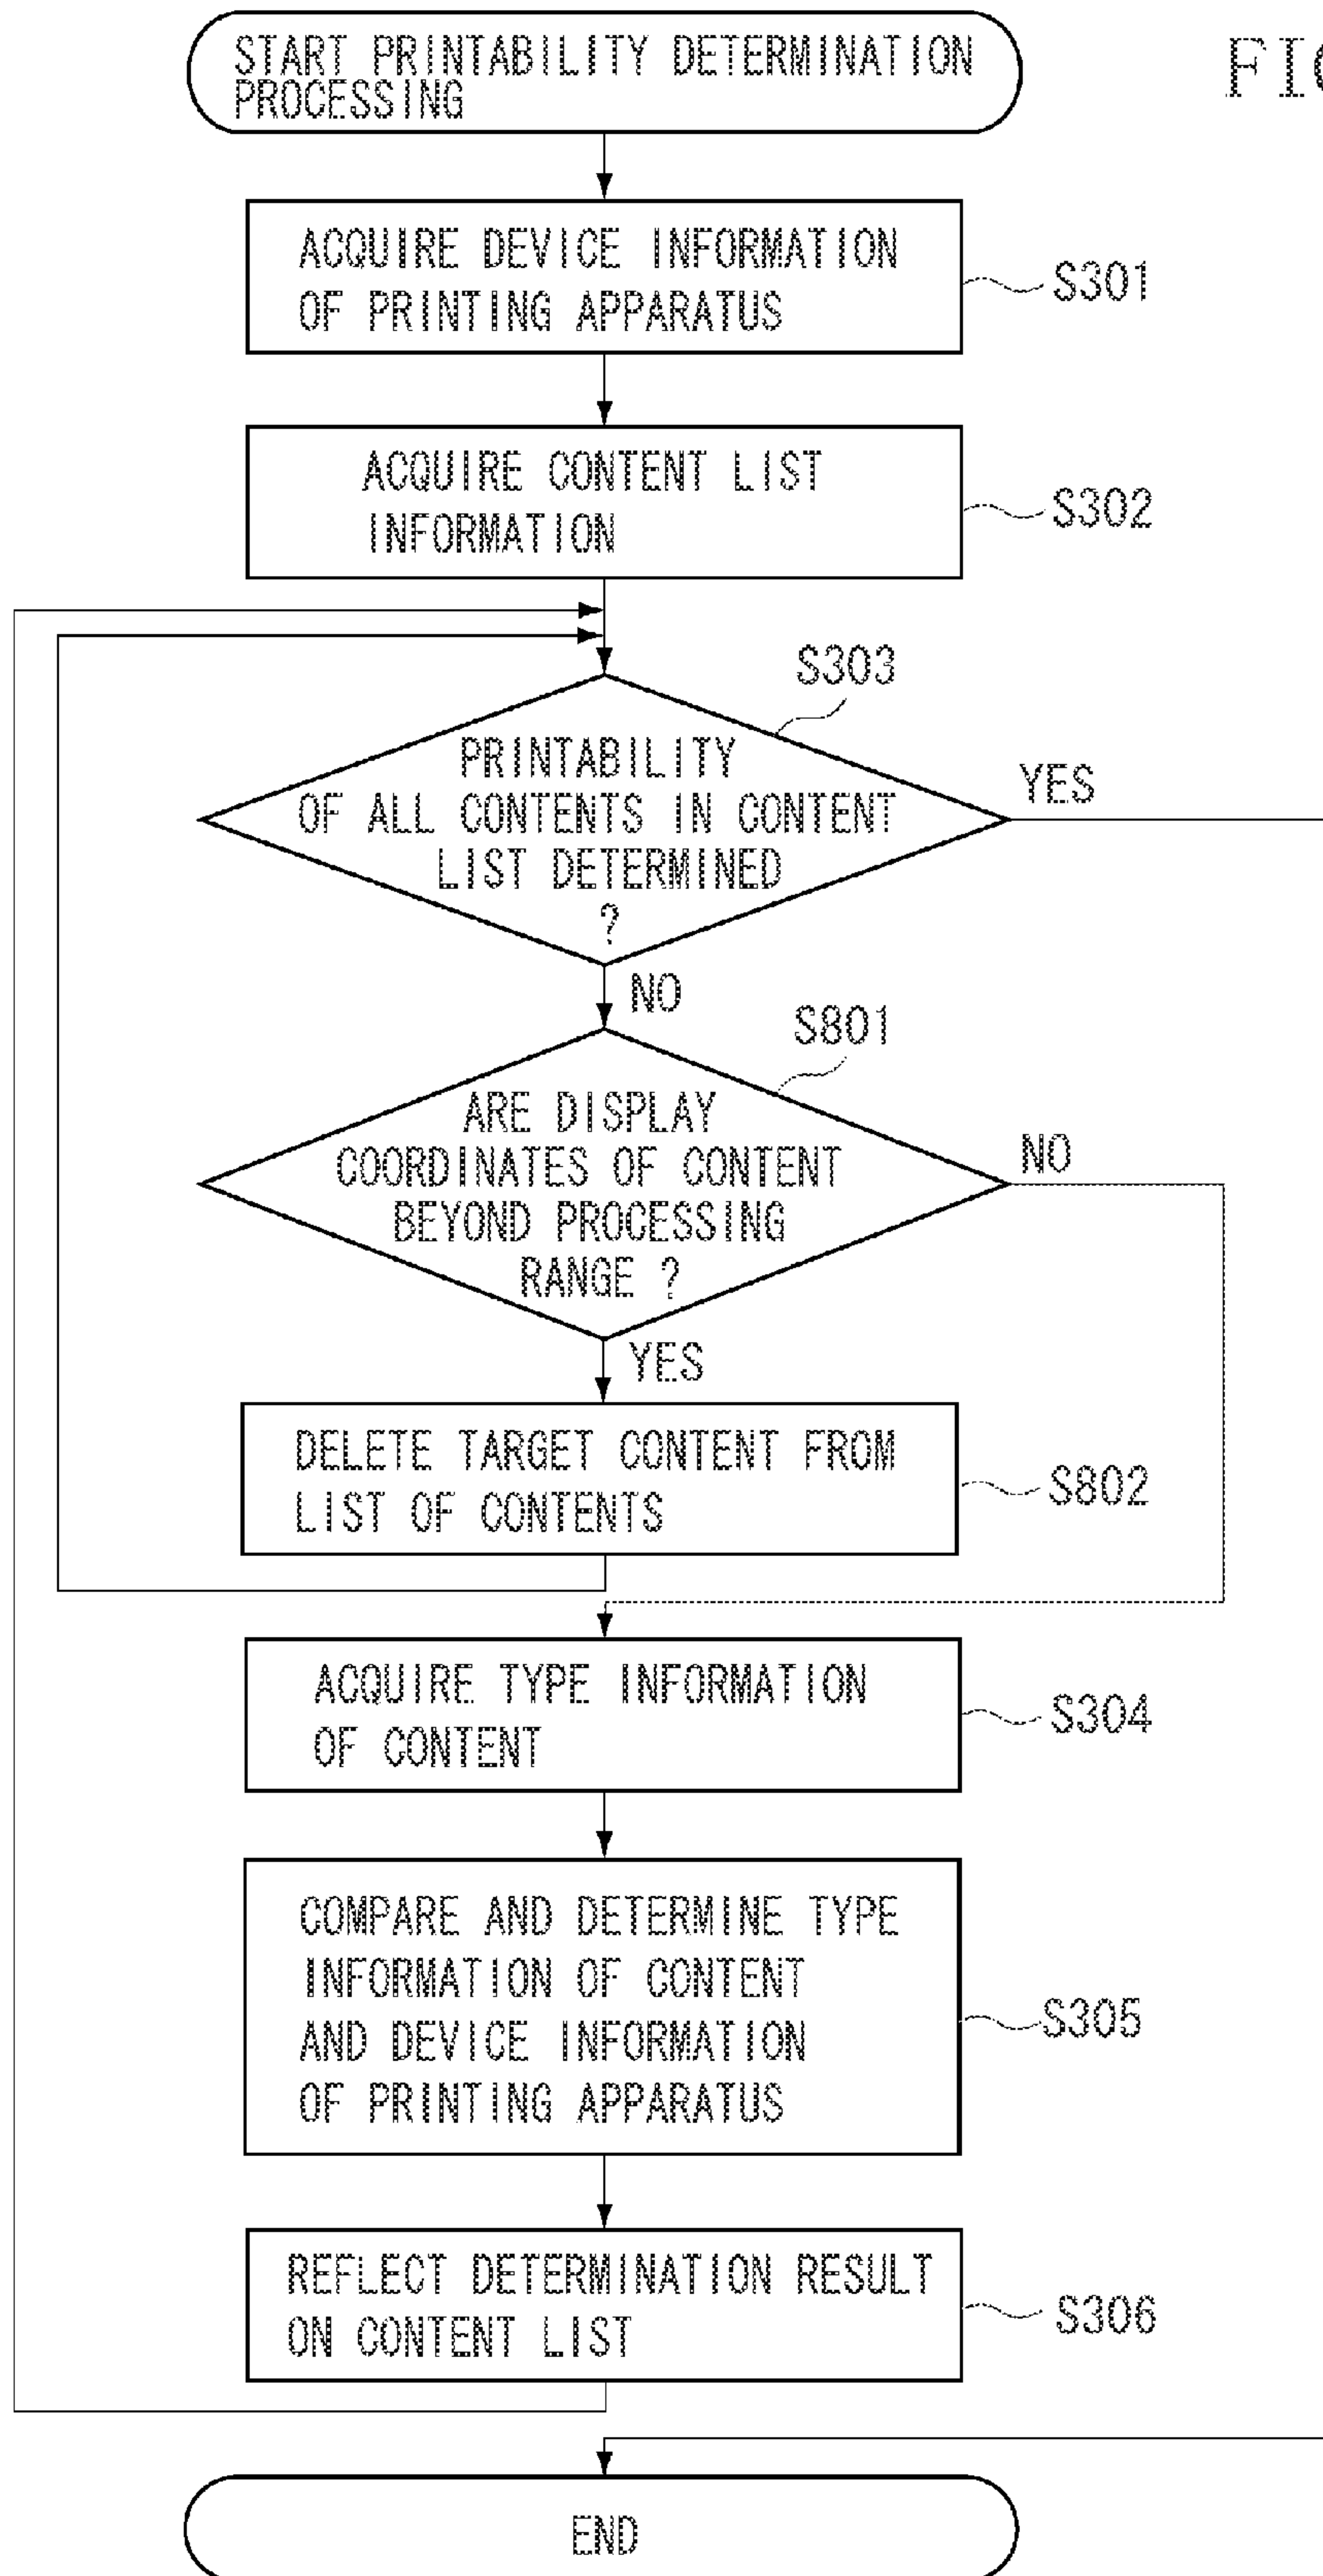 START PRINTABILITY DETERMINATION
PROCESSING
ACQUIRE DEVICE INFORMATION
OF PRINTING APPARATUS
S301
ACQUIRE CONTENT LIST
INFORMATION
S302
S303
PRINTABILITY
OF ALL CONTENTS IN CONTENT
LIST DETERMINED
?
YES
NO
S801
ARE DISPLAY
COORDINATES OF CONTENT
BEYOND PROCESSING
RANGE ?
NO
YES
DELETE TARGET CONTENT FROM
LIST OF CONTENTS
S802
ACQUIRE TYPE INFORMATION
OF CONTENT
S304
COMPARE AND DETERMINE TYPE
INFORMATION OF CONTENT
AND DEVICE INFORMATION
OF PRINTING APPARATUS
S305
REFLECT DETERMINATION RESULT
ON CONTENT LIST
S306
END